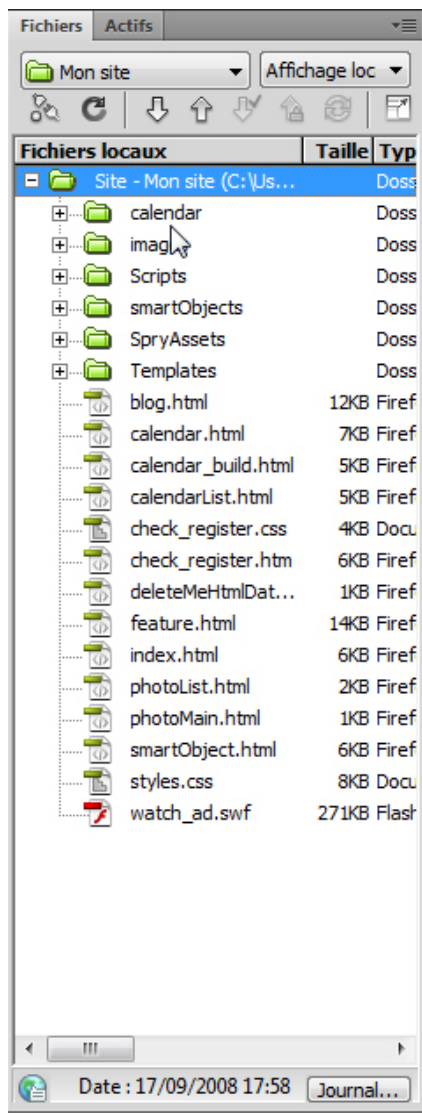 Fichiers Actifs
Mon site Affichage loc
Fichiers locaux Taille Typ
Site - Mon site (C:\Us... Doss
calendar Doss
imag Doss
Scripts Doss
smartObjects Doss
SpryAssets Doss
Templates Doss
blog.html 12KB Firef
calendar.html 7KB Firef
calendar_build.html 5KB Firef
calendarList.html 5KB Firef
check_register.css 4KB Docu
check_register.htm 6KB Firef
deleteMeHtmlDat... 1KB Firef
feature.html 14KB Firef
index.html 6KB Firef
photoList.html 2KB Firef
photoMain.html 1KB Firef
smartObject.html 6KB Firef
styles.css 8KB Docu
watch_ad.swf 271KB Flash
Date : 17/09/2008 17:58 Journal...